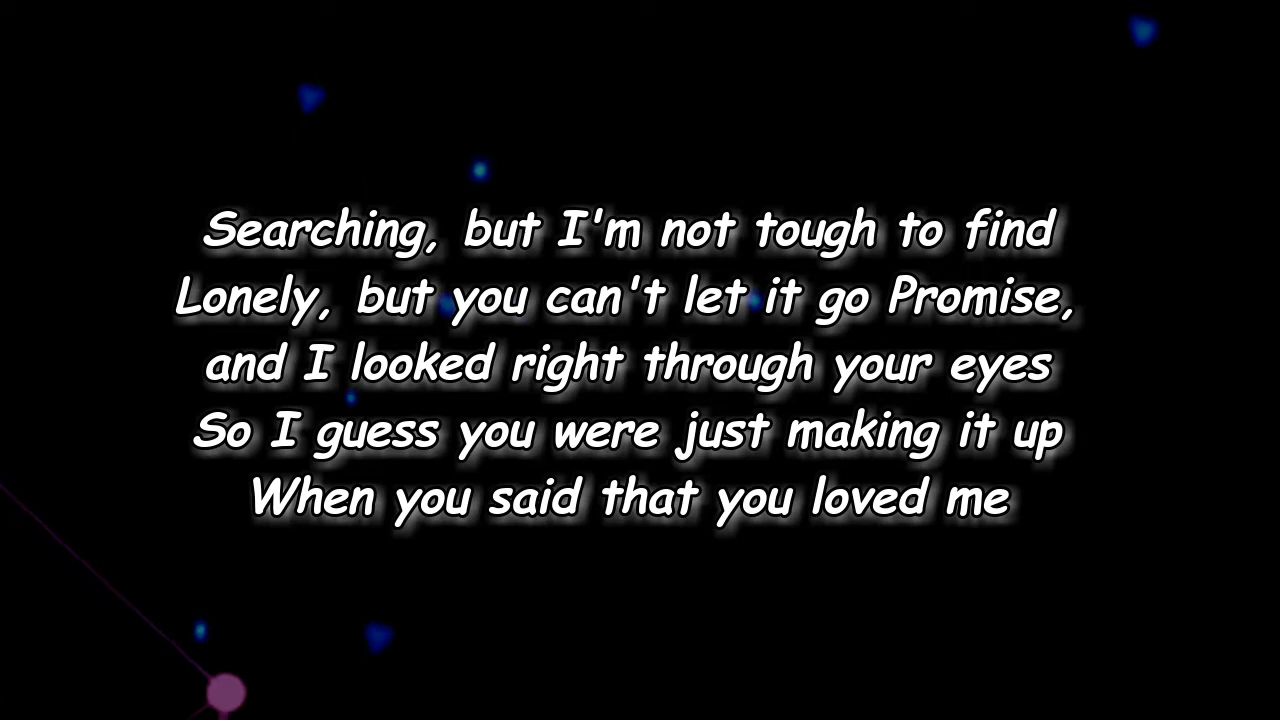 Searching, but I'm not tough to find
Lonely, but you can't let it go Promise,
and I looked right through your eyes
So I guess you were just making it up
When you said that you loved me